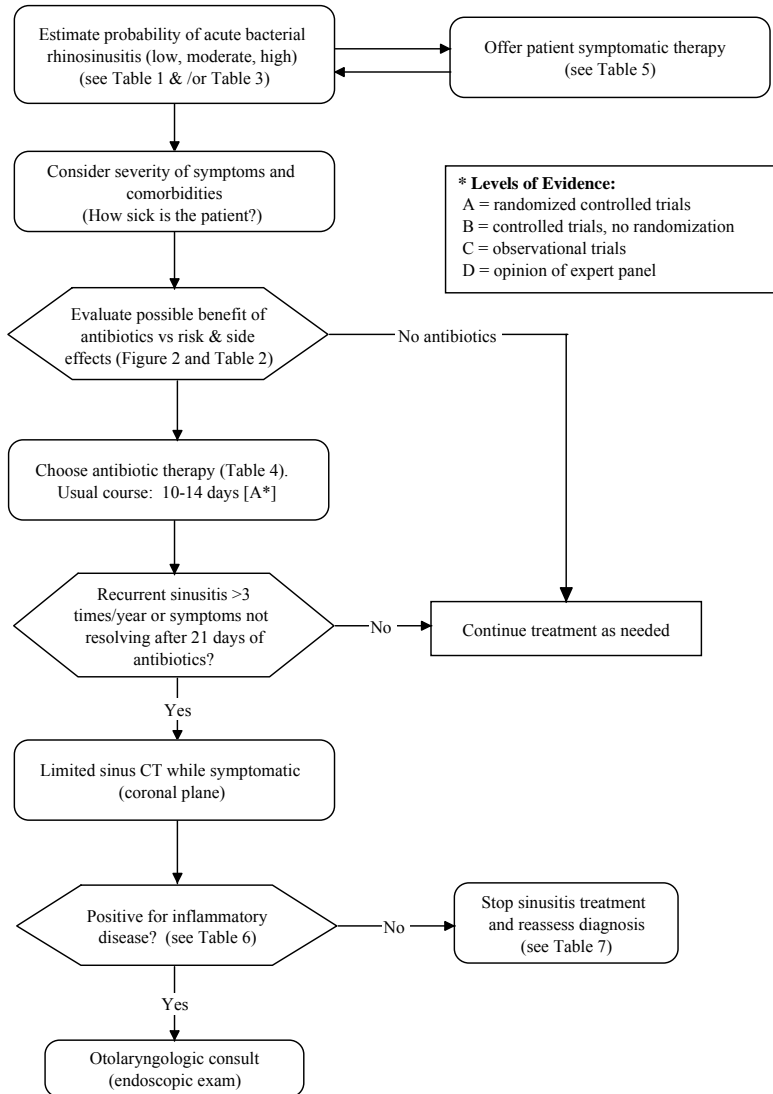 Estimate probability of acute bacterial
rhinosinusitis (low, moderate, high)
(see Table 1 & /or Table 3)
Offer patient symptomatic therapy
(see Table 5)
Consider severity of symptoms and
comorbidities
(How sick is the patient?)
* Levels of Evidence:
A = randomized controlled trials
B = controlled trials, no randomization
C = observational trials
D = opinion of expert panel
Evaluate possible benefit of
antibiotics vs risk & side
effects (Figure 2 and Table 2)
No antibiotics
Choose antibiotic therapy (Table 4).
Usual course: 10-14 days [A*]
Recurrent sinusitis >3
times/year or symptoms not
resolving after 21 days of
antibiotics?
No
Continue treatment as needed
Yes
Limited sinus CT while symptomatic
(coronal plane)
Positive for inflammatory
disease? (see Table 6)
No
Stop sinusitis treatment
and reassess diagnosis
(see Table 7)
Yes
Otolaryngologic consult
(endoscopic exam)